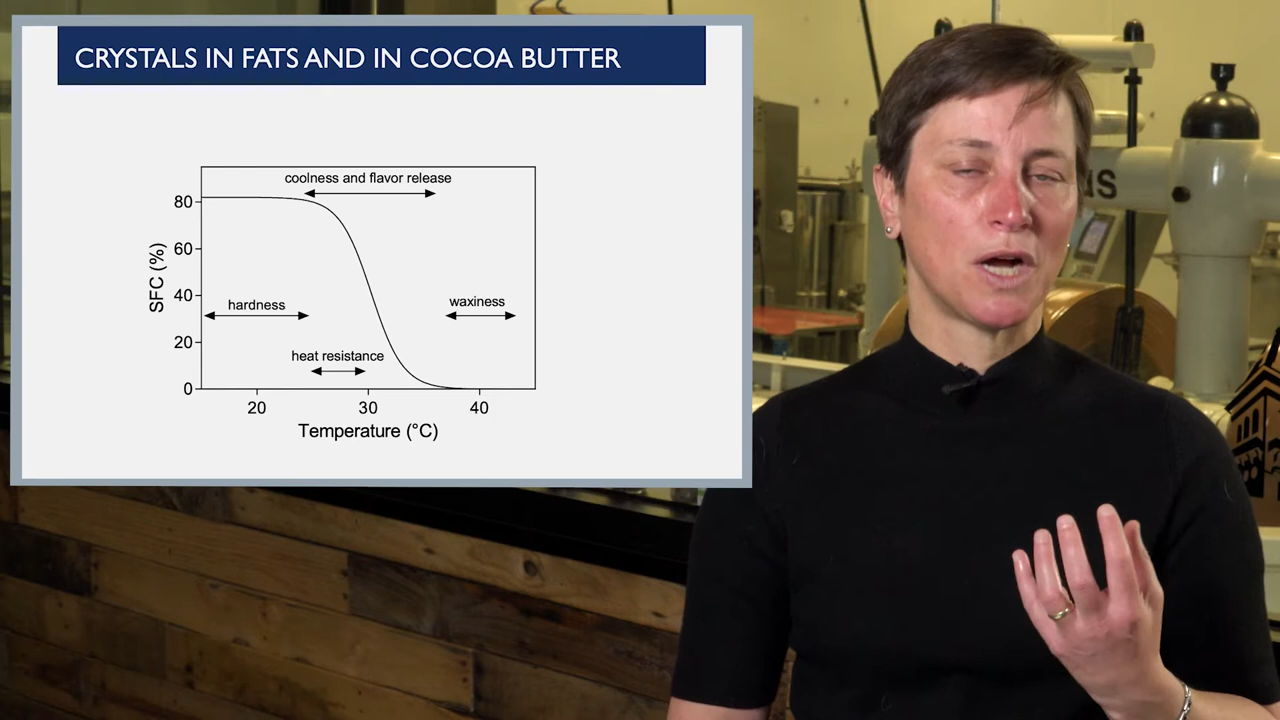 CRYSTALS IN FATS AND IN COCOA BUTTER
coolness and flavor release
80
60
SFC (%)
40
hardness
waxiness
20
heat resistance
0
20 30 40
Temperature (°C)